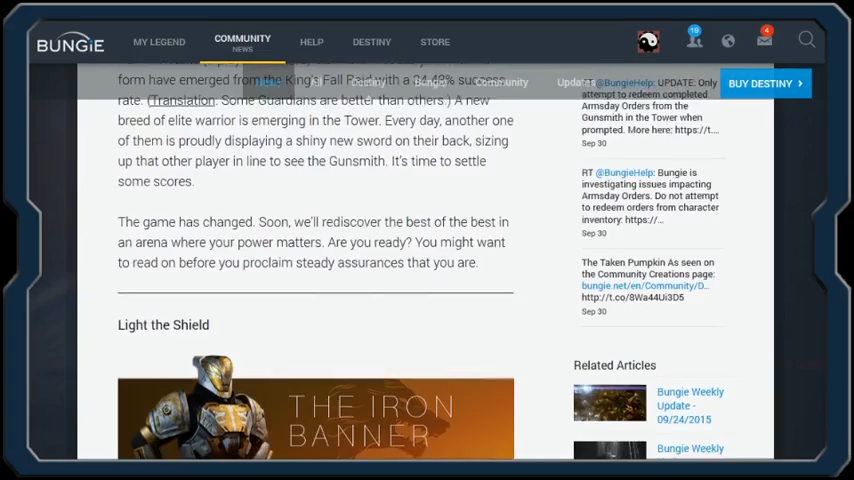 BUNGIE
MY LEGEND
COMMUNITY
NEWS
HELP
DESTINY
STORE
19
4
Destiny
Bungie
Community
Updates
BUY DESTINY >
form have emerged from the King's Fall Raid with a 24.48% success
rate. (Translation: Some Guardians are better than others.) A new
breed of elite warrior is emerging in the Tower. Every day, another one
of them is proudly displaying a shiny new sword on their back, sizing
up that other player in line to see the Gunsmith. It's time to settle
some scores.
The game has changed. Soon, we'll rediscover the best of the best in
an arena where your power matters. Are you ready? You might want
to read on before you proclaim steady assurances that you are.
Light the Shield
THE IRON
BANNER
RT @BungieHelp: UPDATE: Only
attempt to redeem completed
Armsday Orders from the
Gunsmith in the Tower when
prompted. More here: https://t....
Sep 30
RT @BungieHelp: Bungie is
investigating issues impacting
Armsday Orders. Do not attempt
to redeem orders from character
inventory: https://...
Sep 30
The Taken Pumpkin As seen on
the Community Creations page:
bungie.net/en/Community/D...
http://t.co/8Wa44Ui3D5
Sep 30
Related Articles
Bungie Weekly
Update -
09/24/2015
Bungie Weekly